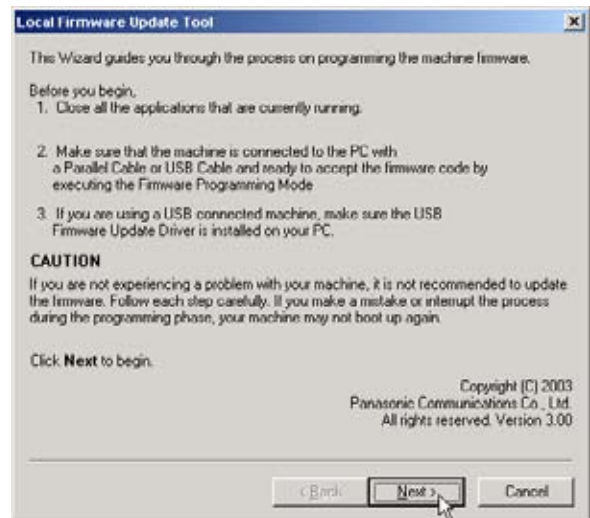 Local Firmware Update Tool
This Wizard guides you through the process on programming the machine firmware.
Before you begin,
1. Close all the applications that are currently running.
2. Make sure that the machine is connected to the PC with
a Parallel Cable or USB Cable and ready to accept the firmware code by
executing the Firmware Programming Mode
3. If you are using a USB connected machine, make sure the USB
Firmware Update Driver is installed on your PC.
CAUTION
If you are not experiencing a problem with your machine, it is not recommended to update
the firmware. Follow each step carefully. If you make a mistake or interrupt the process
during the programming phase, your machine may not boot up again.
Click Next to begin.
Copyright (C) 2003
Panasonic Communications Co., Ltd.
All rights reserved. Version 3.00
< Back Next > Cancel